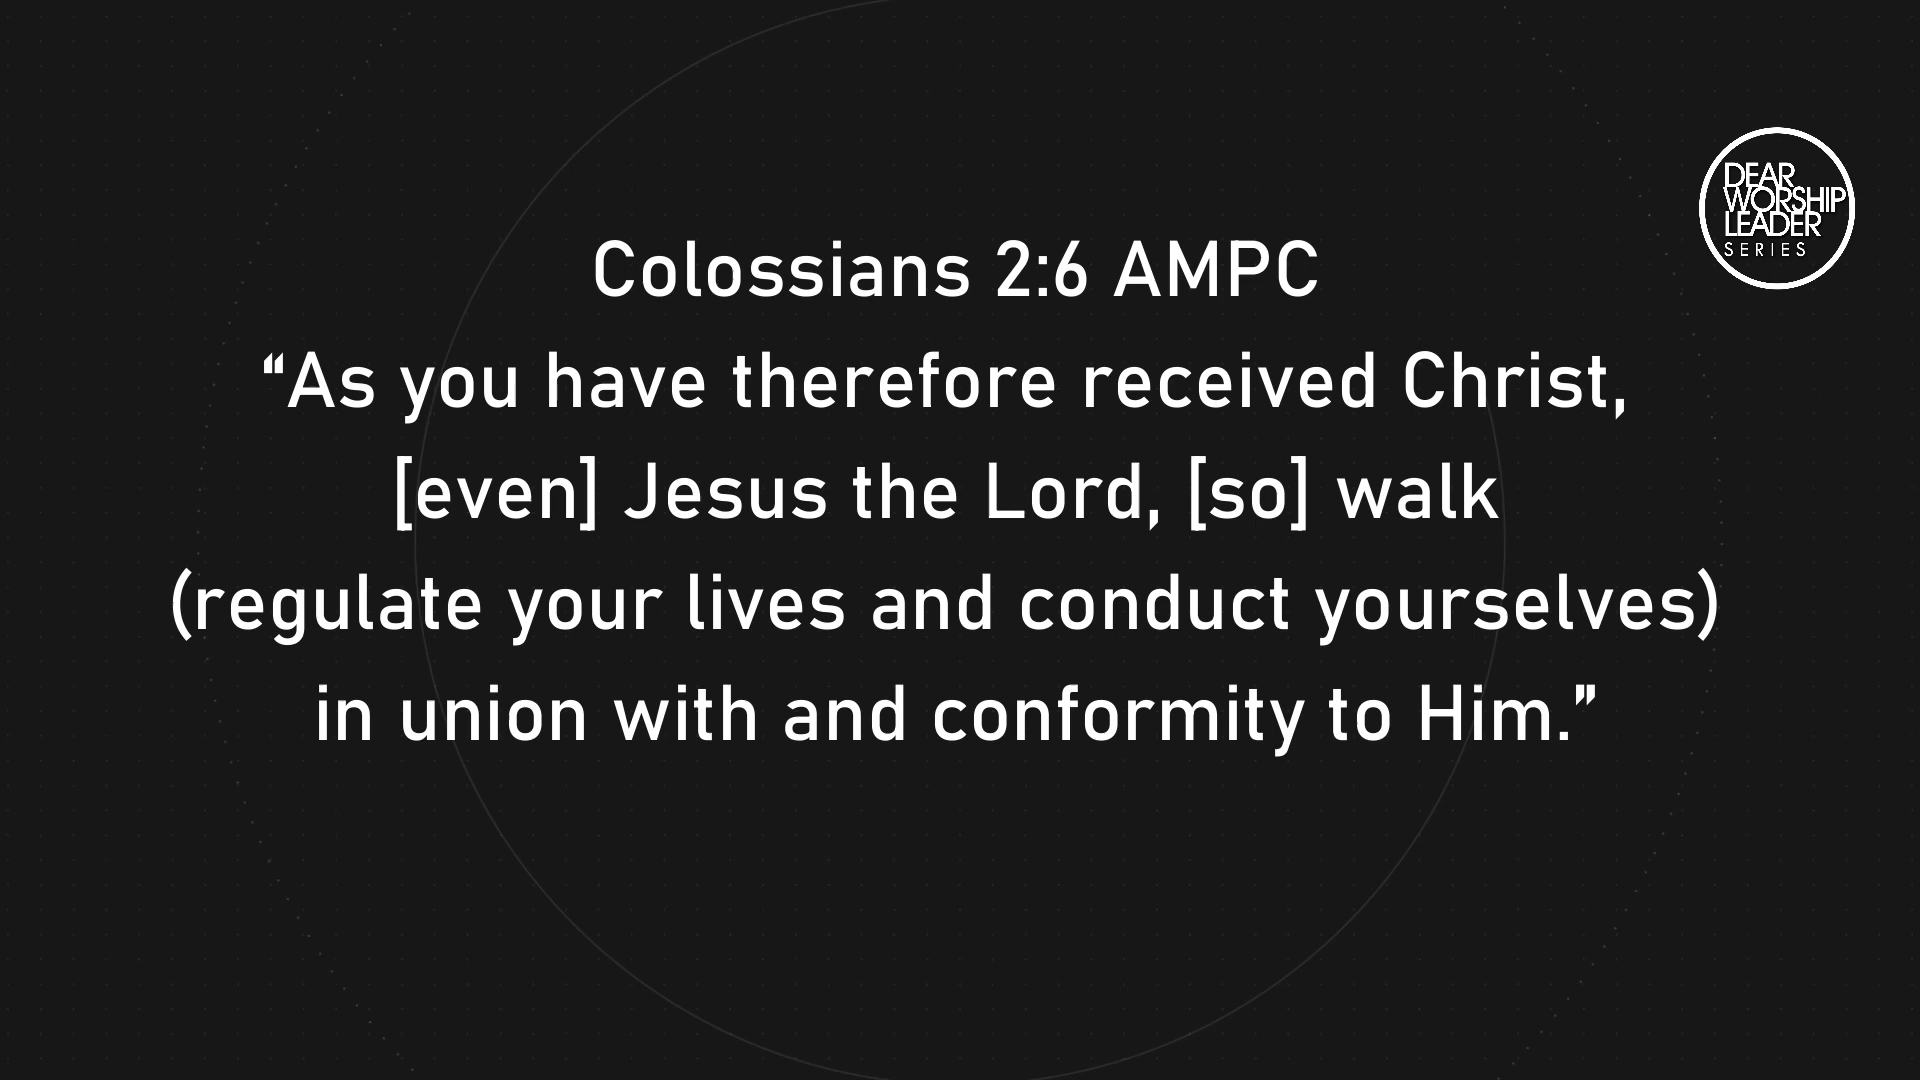 DEAR
WORSHIP
LEADER
SERIES
Colossians 2:6 AMPC
“As you have therefore received Christ,
[even] Jesus the Lord, [so] walk
(regulate your lives and conduct yourselves)
in union with and conformity to Him.”